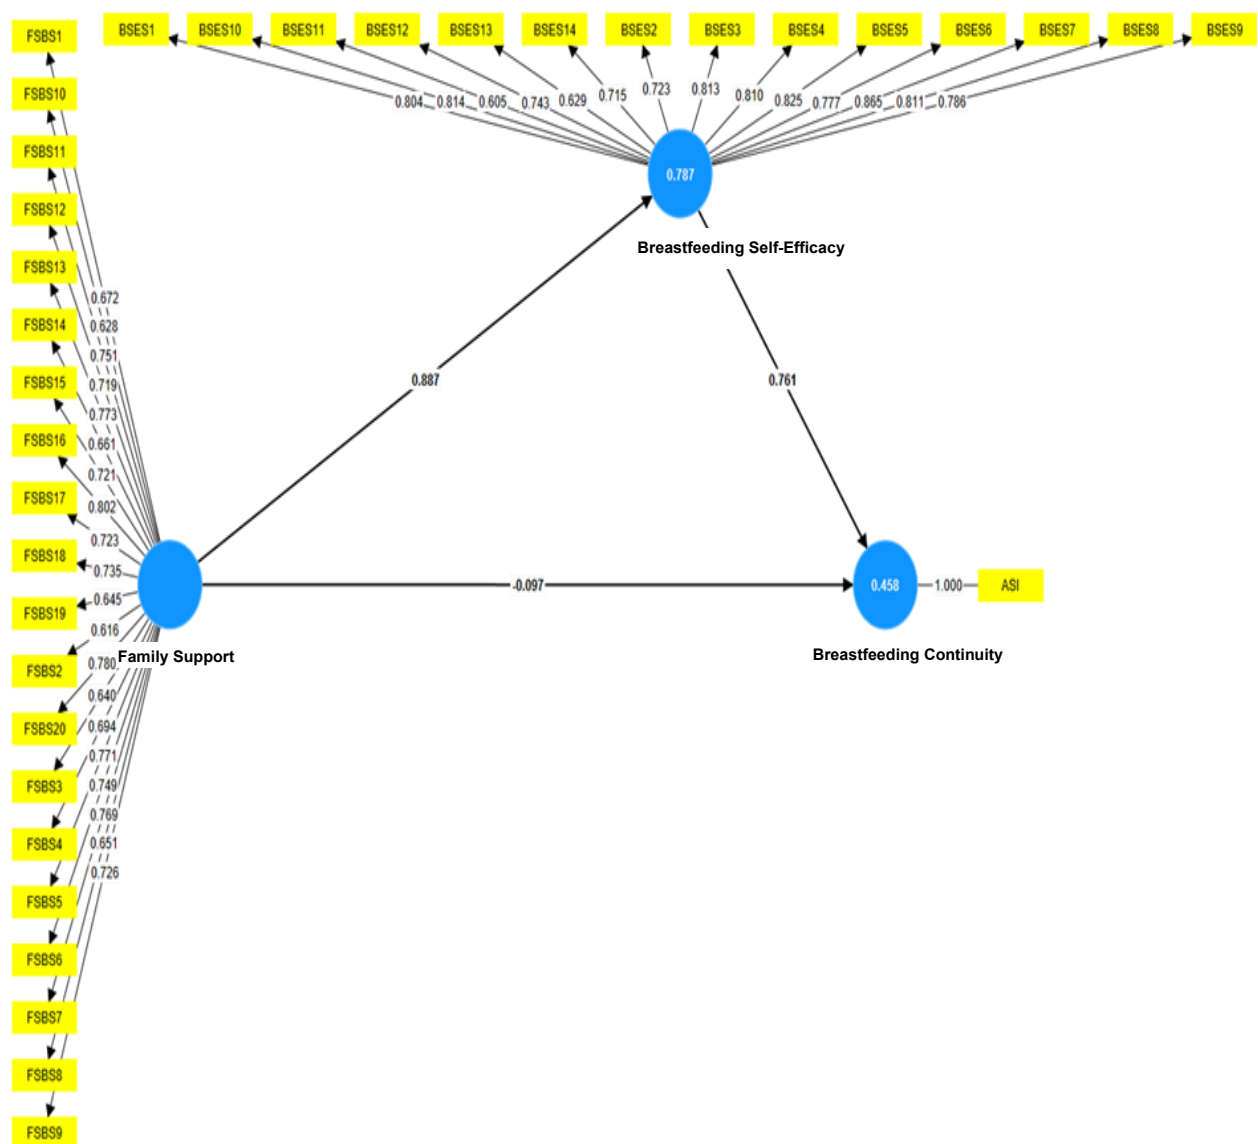 BSES1 BSES10 BSES11 BSES12 BSES13 BSES14 BSES2 BSES3 BSES4 BSES5 BSES6 BSES7 BSES8 BSES9
0.804 0.814 0.605 0.743 0.629 0.715 0.723 0.813 0.810 0.825 0.777 0.865 0.811 0.786
0.787
Breastfeeding Self-Efficacy
FSBS1
FSBS10
FSBS11
FSBS12
FSBS13
FSBS14
FSBS15
FSBS16
FSBS17
FSBS18
FSBS19
FSBS2
FSBS20
FSBS3
FSBS4
FSBS5
FSBS6
FSBS7
FSBS8
FSBS9
0.672
0.628
0.751
0.719
0.773
0.661
0.721
0.802
0.723
0.735
0.645
0.616
0.780
0.640
0.694
0.771
0.749
0.769
0.651
0.726
Family Support
0.887
0.761
-0.097
0.458
1.000
ASI
Breastfeeding Continuity